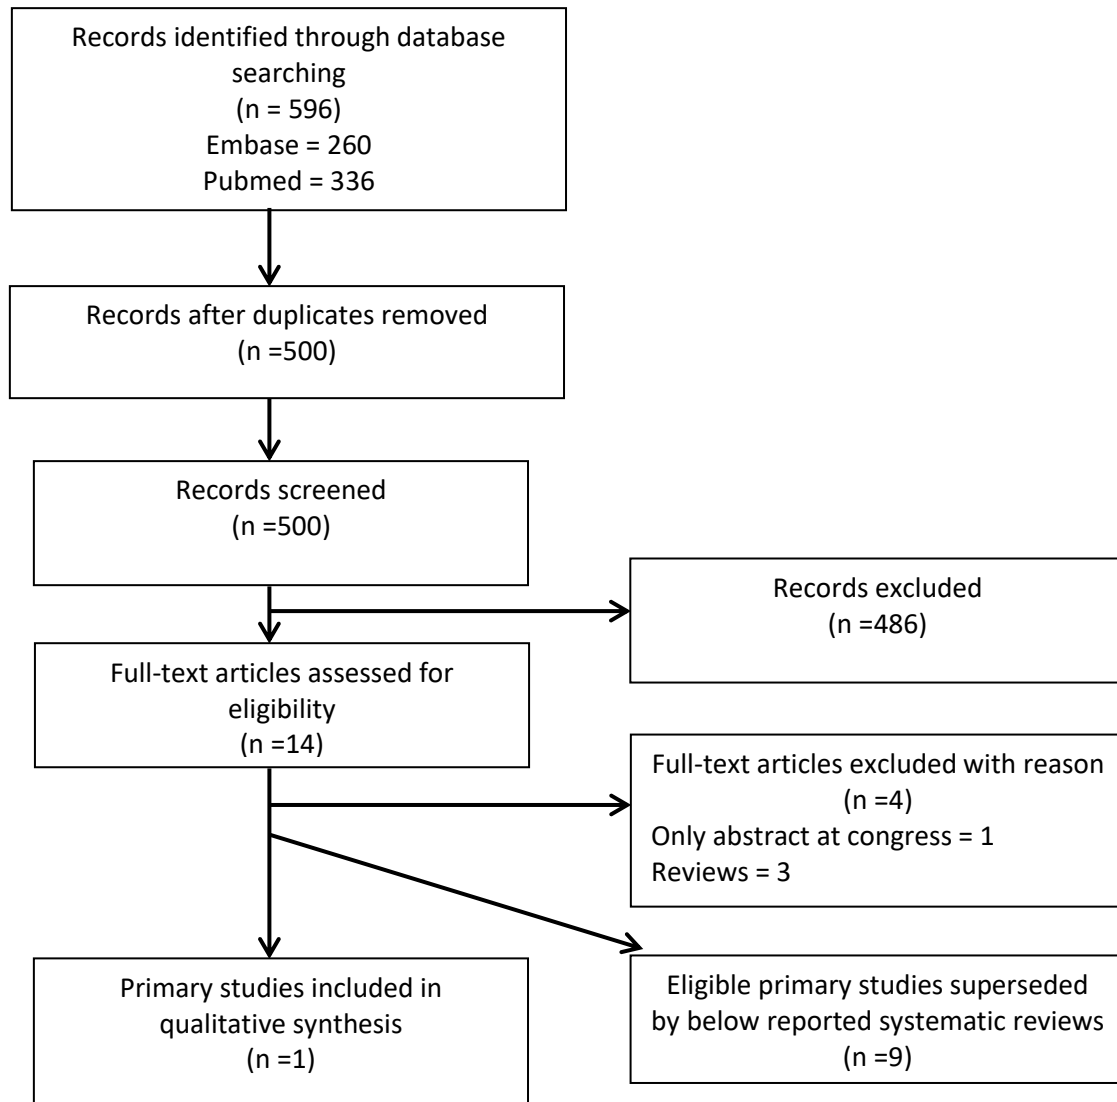 Records identified through database
searching
(n = 596)
Embase = 260
Pubmed = 336
Records after duplicates removed
(n =500)
Records screened
(n =500)
Records excluded
(n =486)
Full-text articles assessed for
eligibility
(n =14)
Full-text articles excluded with reason
(n =4)
Only abstract at congress = 1
Reviews = 3
Primary studies included in
qualitative synthesis
(n =1)
Eligible primary studies superseded
by below reported systematic reviews
(n =9)